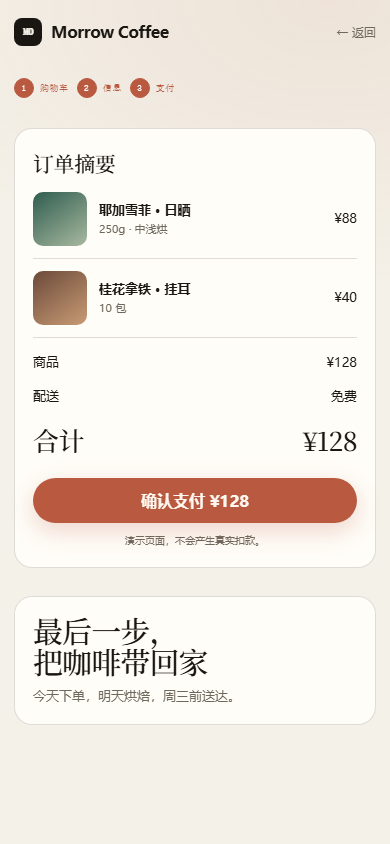 MO Morrow Coffee ← 返回
1 购物车 2 信息 3 支付
订单摘要
耶加雪菲 • 日晒
250g · 中浅烘
¥88
桂花拿铁 • 挂耳
10 包
¥40
商品 ¥128
配送 免费
合计 ¥128
确认支付 ¥128
演示页面，不会产生真实扣款。
最后一步，
把咖啡带回家
今天下单，明天烘焙，周三前送达。